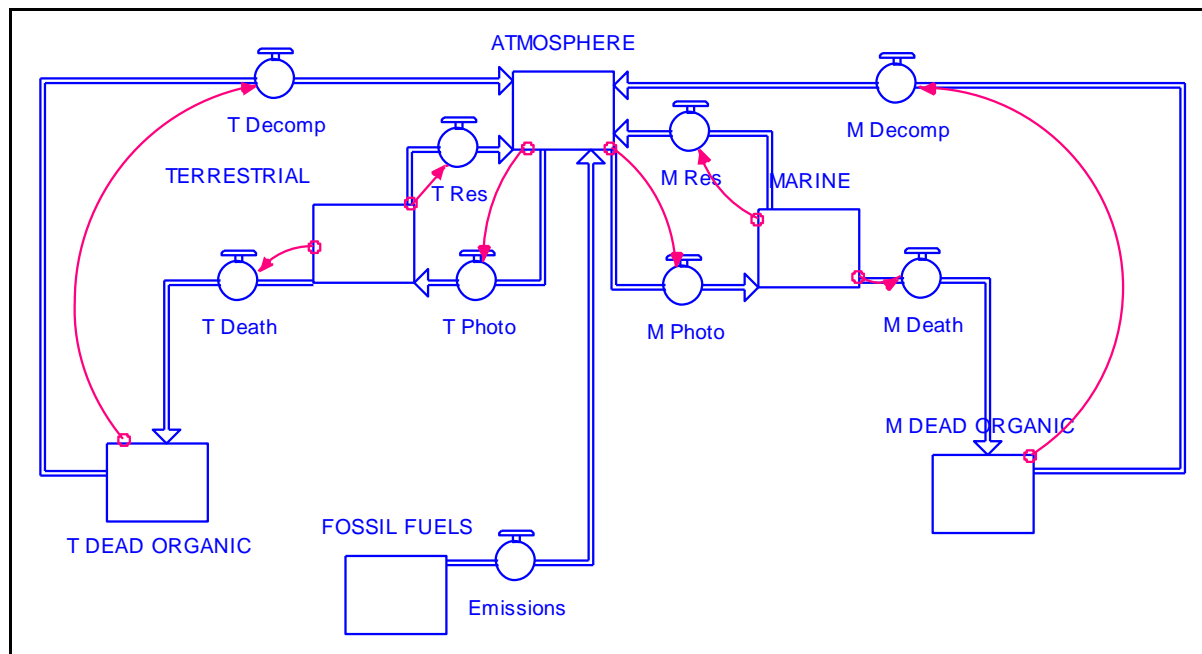 ATMOSPHERE
T Decomp
M Decomp
TERRESTRIAL
T Res
M Res
MARINE
T Death
T Photo
M Photo
M Death
M DEAD ORGANIC
T DEAD ORGANIC
FOSSIL FUELS
Emissions